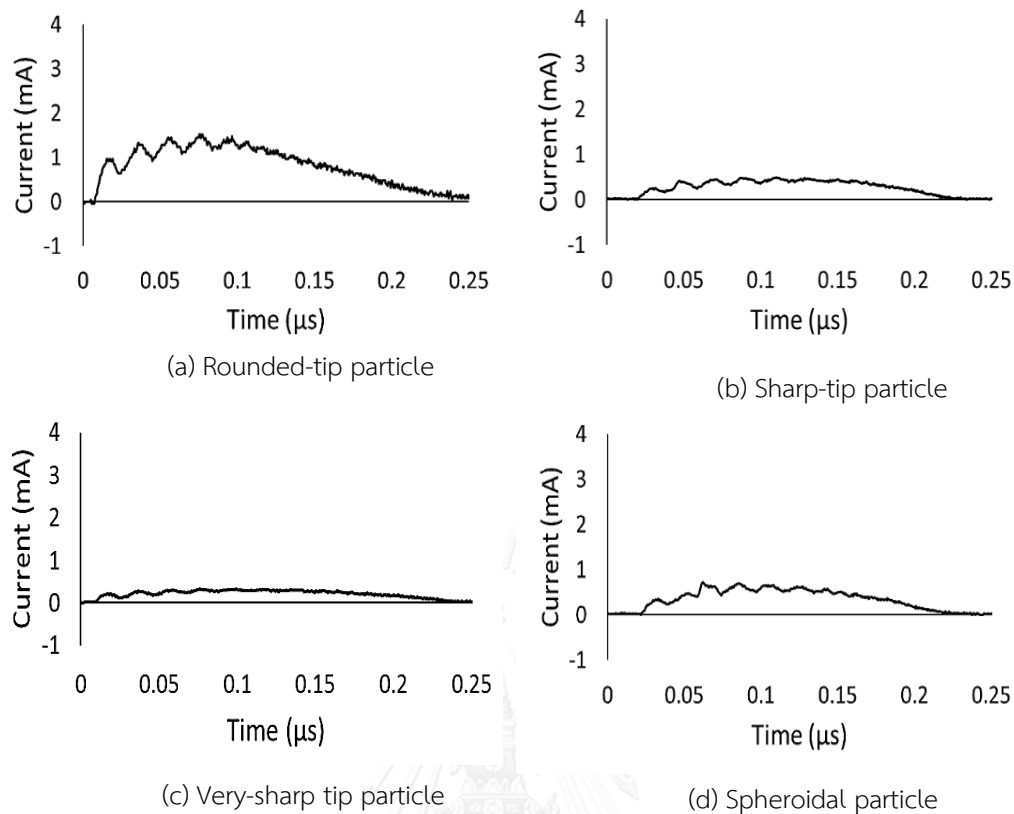 4
3
2
1
0
-1
Current (mA)
0 0.05 0.1 0.15 0.2 0.25
Time (μs)
(a) Rounded-tip particle
4
3
2
1
0
-1
Current (mA)
0 0.05 0.1 0.15 0.2 0.25
Time (μs)
(b) Sharp-tip particle
4
3
2
1
0
-1
Current (mA)
0 0.05 0.1 0.15 0.2 0.25
Time (μs)
(c) Very-sharp tip particle
4
3
2
1
0
-1
Current (mA)
0 0.05 0.1 0.15 0.2 0.25
Time (μs)
(d) Spheroidal particle